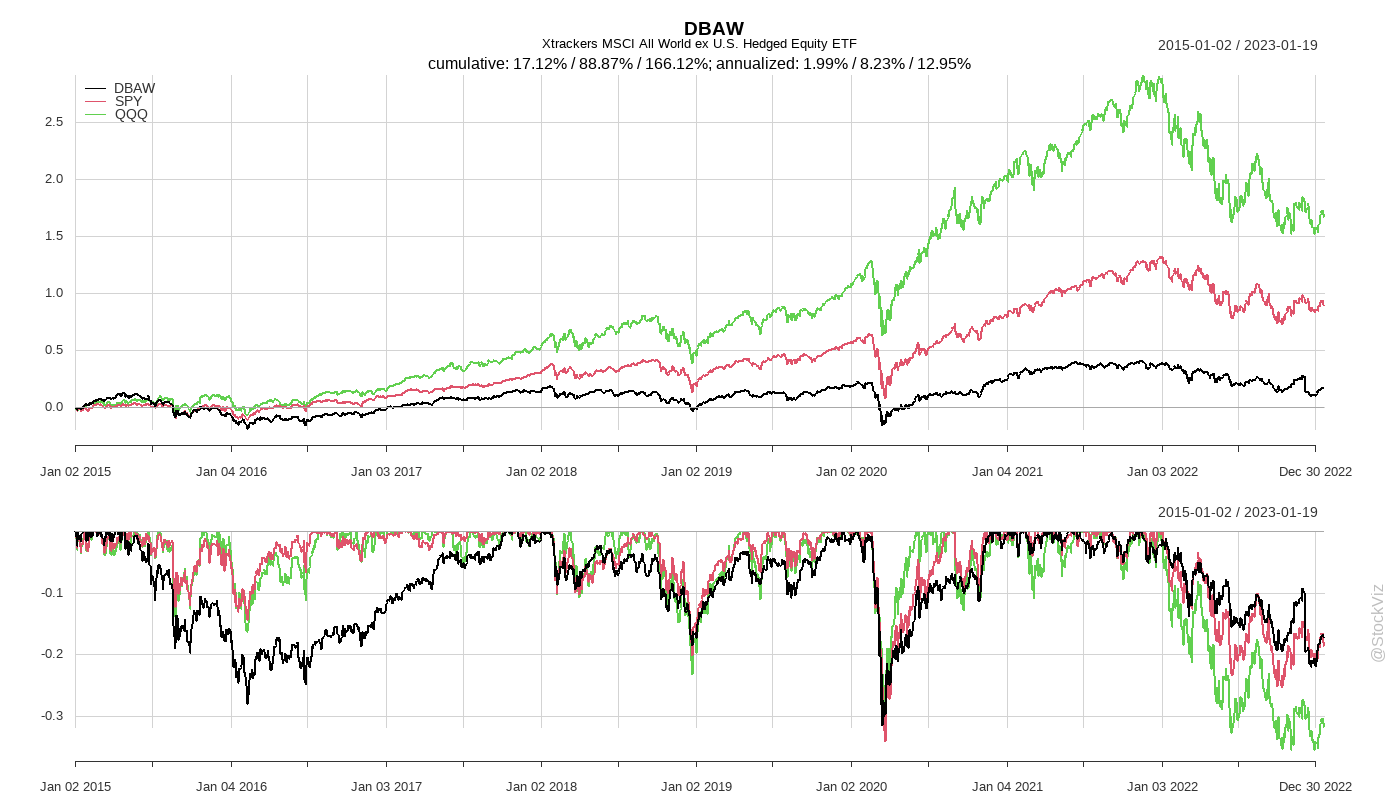 DBAW
Xtrackers MSCI All World ex U.S. Hedged Equity ETF
2015-01-02 / 2023-01-19
cumulative: 17.12% / 88.87% / 166.12%; annualized: 1.99% / 8.23% / 12.95%
DBAW
SPY
QQQ
2.5
2.0
1.5
1.0
0.5
0.0
Jan 02 2015 Jan 04 2016 Jan 03 2017 Jan 02 2018 Jan 02 2019 Jan 02 2020 Jan 04 2021 Jan 03 2022 Dec 30 2022
2015-01-02 / 2023-01-19
-0.1
-0.2
-0.3
Jan 02 2015 Jan 04 2016 Jan 03 2017 Jan 02 2018 Jan 02 2019 Jan 02 2020 Jan 04 2021 Jan 03 2022 Dec 30 2022
@StockViz